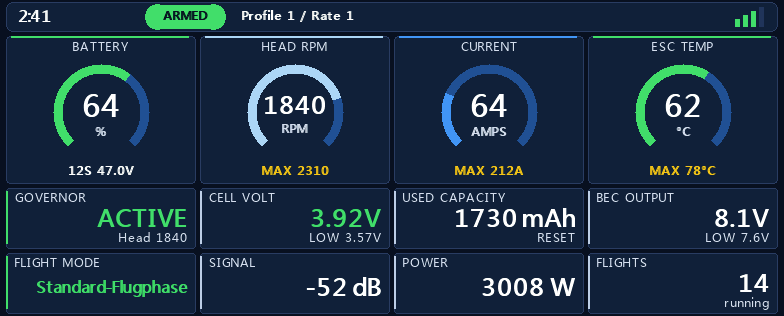 2:41 ARMED Profile 1 / Rate 1
BATTERY
64
%
12S 47.0V
HEAD RPM
1840
RPM
MAX 2310
CURRENT
64
AMPS
MAX 212A
ESC TEMP
62
°C
MAX 78°C
GOVERNOR
ACTIVE
Head 1840
CELL VOLT
3.92V
LOW 3.57V
USED CAPACITY
1730 mAh
RESET
BEC OUTPUT
8.1V
LOW 7.6V
FLIGHT MODE
Standard-Flugphase
SIGNAL
-52 dB
POWER
3008 W
FLIGHTS
14
running